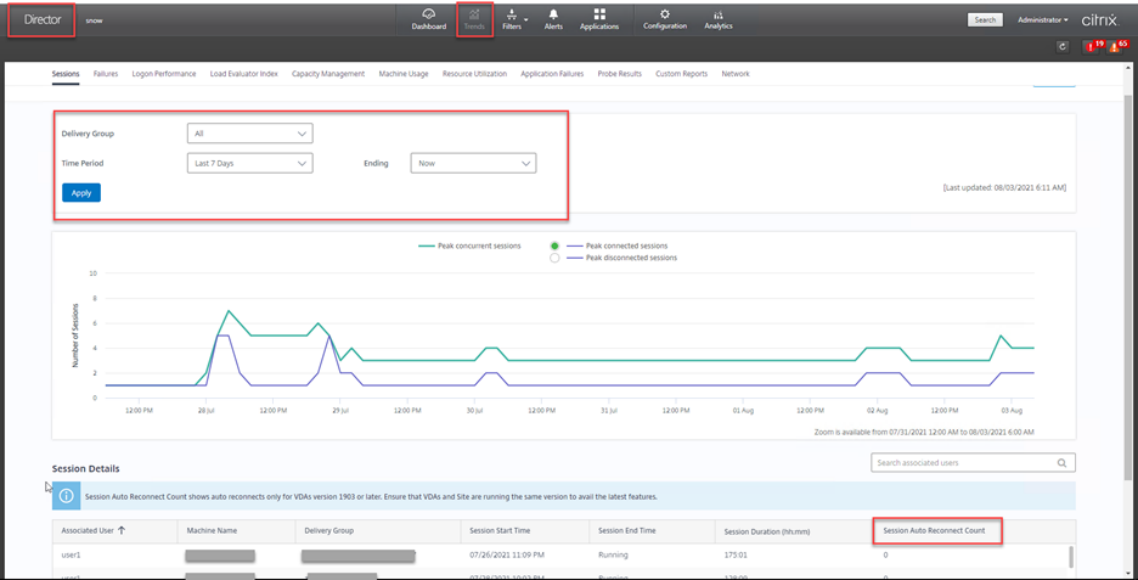 Director snow Dashboard Trends Filters Alerts Applications Configuration Analytics Search Administrator citrix
19 65
Sessions Failures Logon Performance Load Evaluator Index Capacity Management Machine Usage Resource Utilization Application Failures Probe Results Custom Reports Network
Delivery Group All
Time Period Last 7 Days Ending Now
Apply
[Last updated: 08/03/2021 6:11 AM]
Peak concurrent sessions Peak connected sessions
Peak disconnected sessions
10
8
6
4
2
0
Number of Sessions
12:00 PM 28 Jul 12:00 PM 29 Jul 12:00 PM 30 Jul 12:00 PM 31 Jul 12:00 PM 01 Aug 12:00 PM 02 Aug 12:00 PM 03 Aug
Zoom is available from 07/31/2021 12:00 AM to 08/03/2021 6:00 AM
Session Details Search associated users
Session Auto Reconnect Count shows auto reconnects only for VDAs version 1903 or later. Ensure that VDAs and Site are running the same version to avail the latest features.
Associated User Machine Name Delivery Group Session Start Time Session End Time Session Duration (hh:mm) Session Auto Reconnect Count
user1 07/26/2021 11:09 PM Running 175:01 0